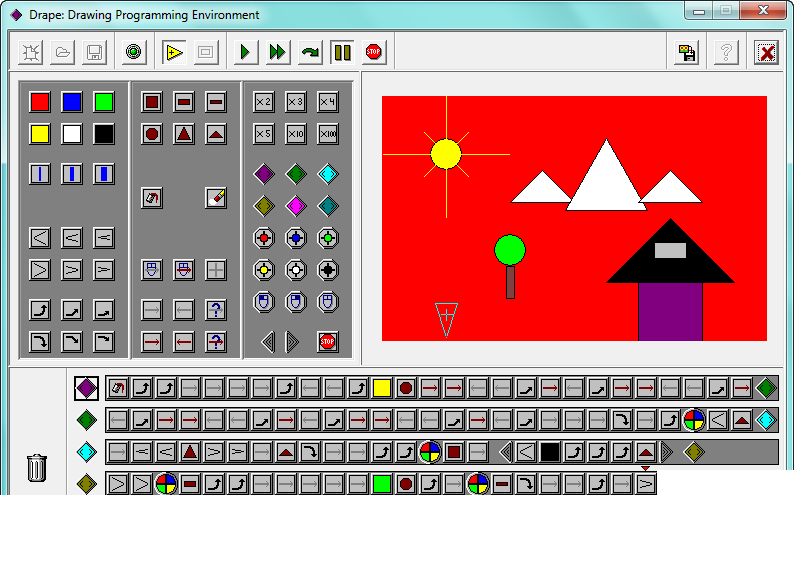 Drape: Drawing Programming Environment
STOP
×2 ×3 ×4
×5 ×10 ×100
? 
?
?
STOP